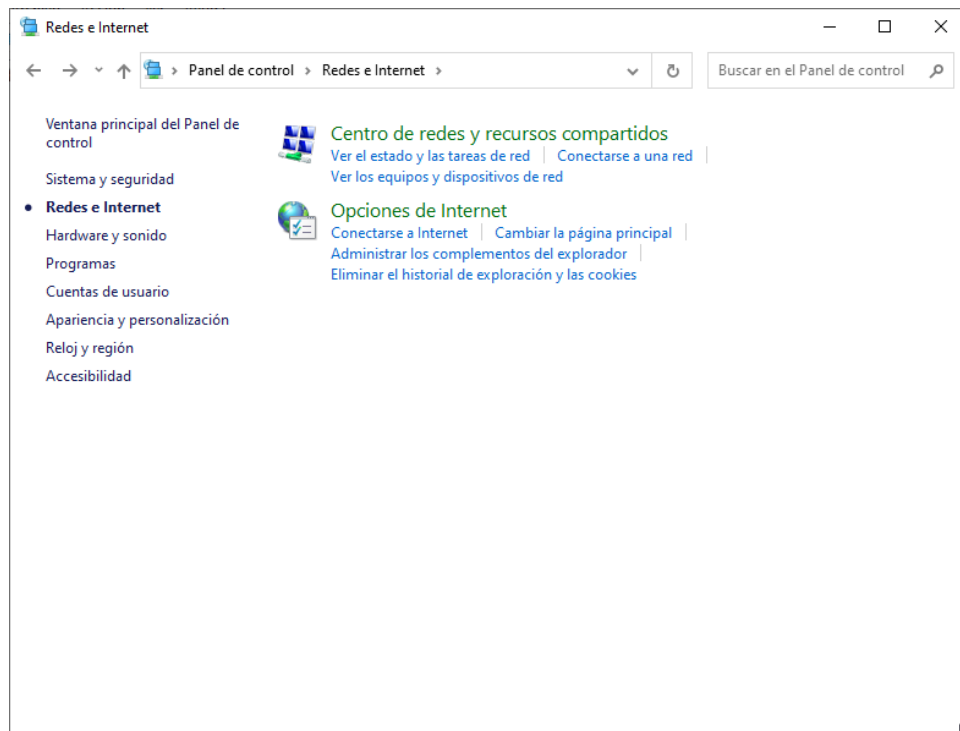 Redes e Internet
Panel de control > Redes e Internet >
Buscar en el Panel de control
Ventana principal del Panel de
control
Sistema y seguridad
Redes e Internet
Hardware y sonido
Programas
Cuentas de usuario
Apariencia y personalización
Reloj y región
Accesibilidad
Centro de redes y recursos compartidos
Ver el estado y las tareas de red | Conectarse a una red |
Ver los equipos y dispositivos de red
Opciones de Internet
Conectarse a Internet | Cambiar la página principal |
Administrar los complementos del explorador |
Eliminar el historial de exploración y las cookies